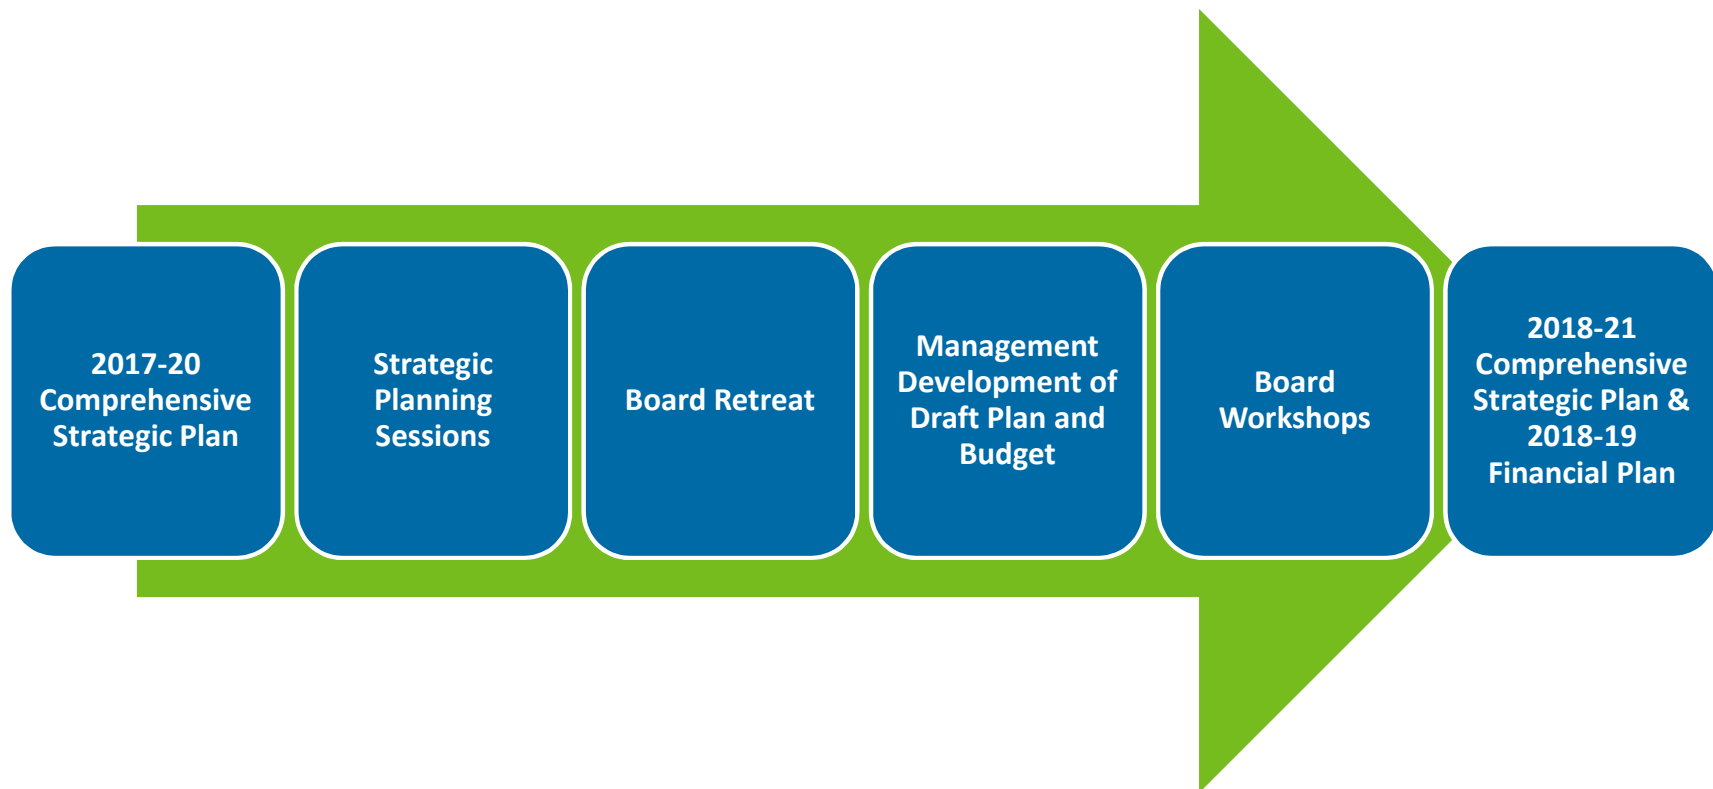 2017-20
Comprehensive
Strategic Plan
Strategic
Planning
Sessions
Board Retreat
Management
Development of
Draft Plan and
Budget
Board
Workshops
2018-21
Comprehensive
Strategic Plan &
2018-19
Financial Plan